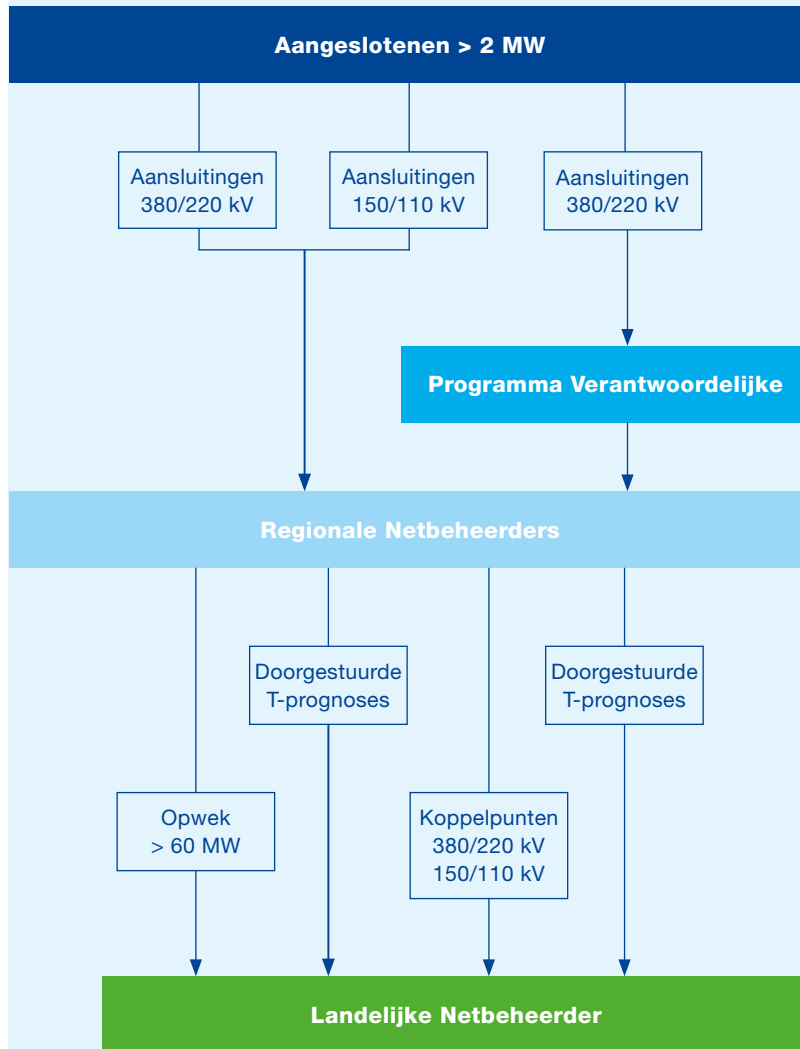 Aangeslotenen > 2 MW
Aansluitingen
380/220 kV
Aansluitingen
150/110 kV
Aansluitingen
380/220 kV
Programma Verantwoordelijke
Regionale Netbeheerders
Doorgestuurde
T-prognoses
Doorgestuurde
T-prognoses
Opwek
> 60 MW
Koppelpunten
380/220 kV
150/110 kV
Landelijke Netbeheerder